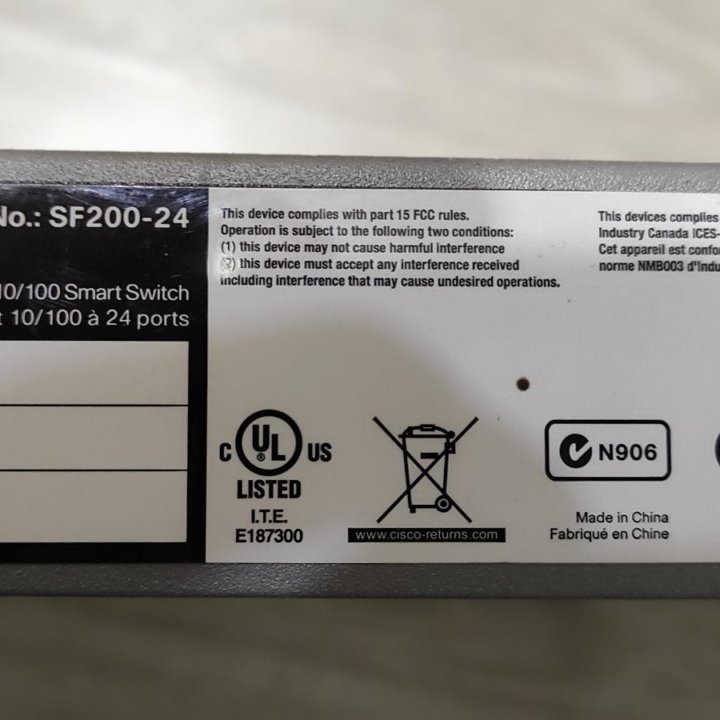 No.: SF200-24
10/100 Smart Switch
10/100 à 24 ports
This device complies with part 15 FCC rules.
Operation is subject to the following two conditions:
(1) this device may not cause harmful interference
(2) this device must accept any interference received
including interference that may cause undesired operations.
This devices complies
Industry Canada ICES-
Cet appareil est confo
norme NMB003 d'Indu
C UL ® US
LISTED
I.T.E.
E187300
www.cisco-returns.com
N906
Made in China
Fabriqué en Chine